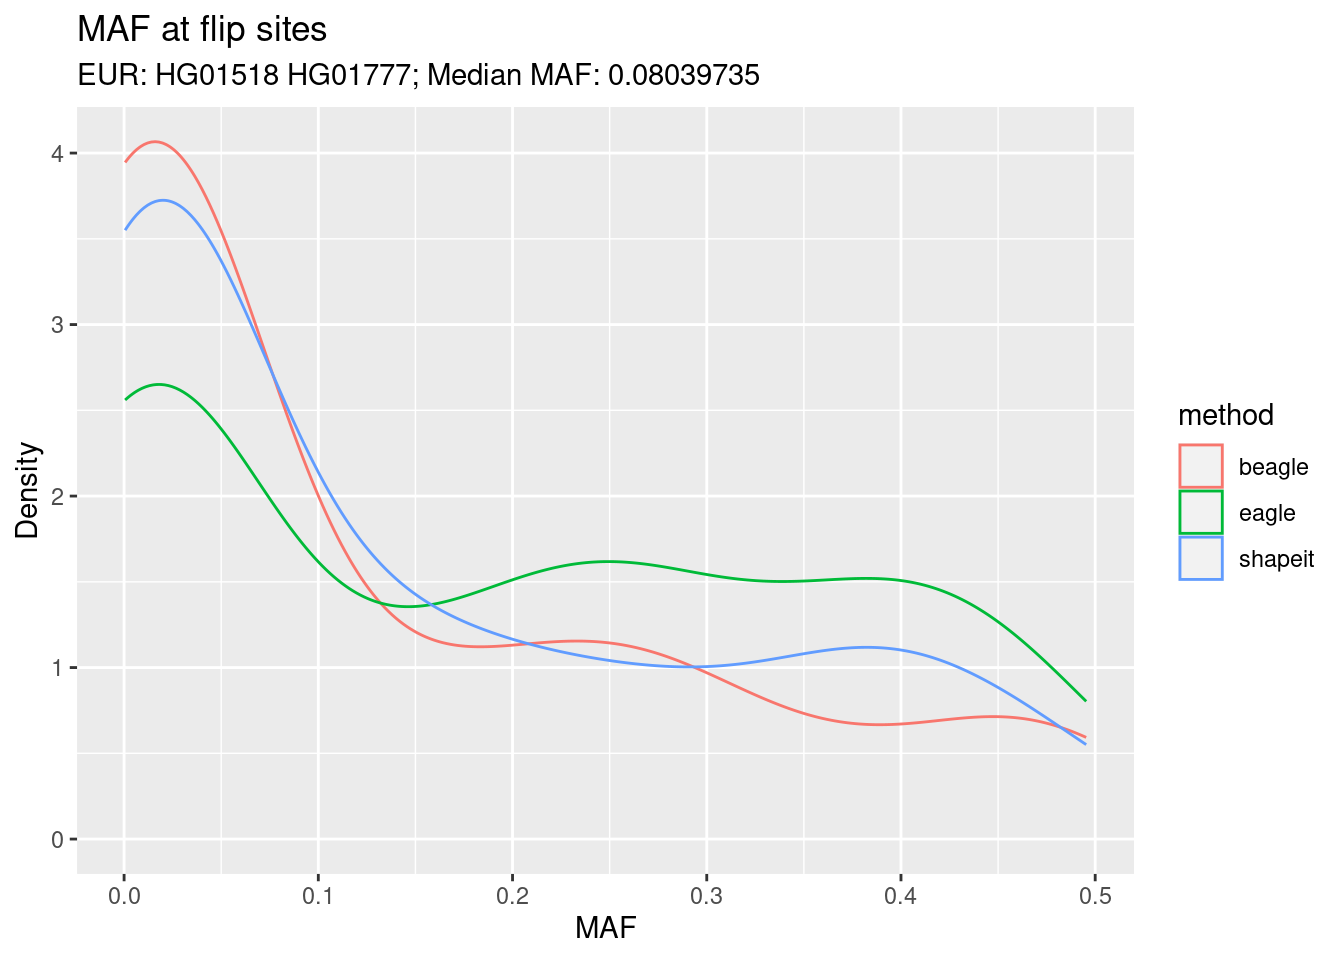 MAF at flip sites
EUR: HG01518 HG01777; Median MAF: 0.08039735
4
3
2
1
0
Density
0.0
0.1
0.2
0.3
0.4
0.5
MAF
method
beagle
eagle
shapeit